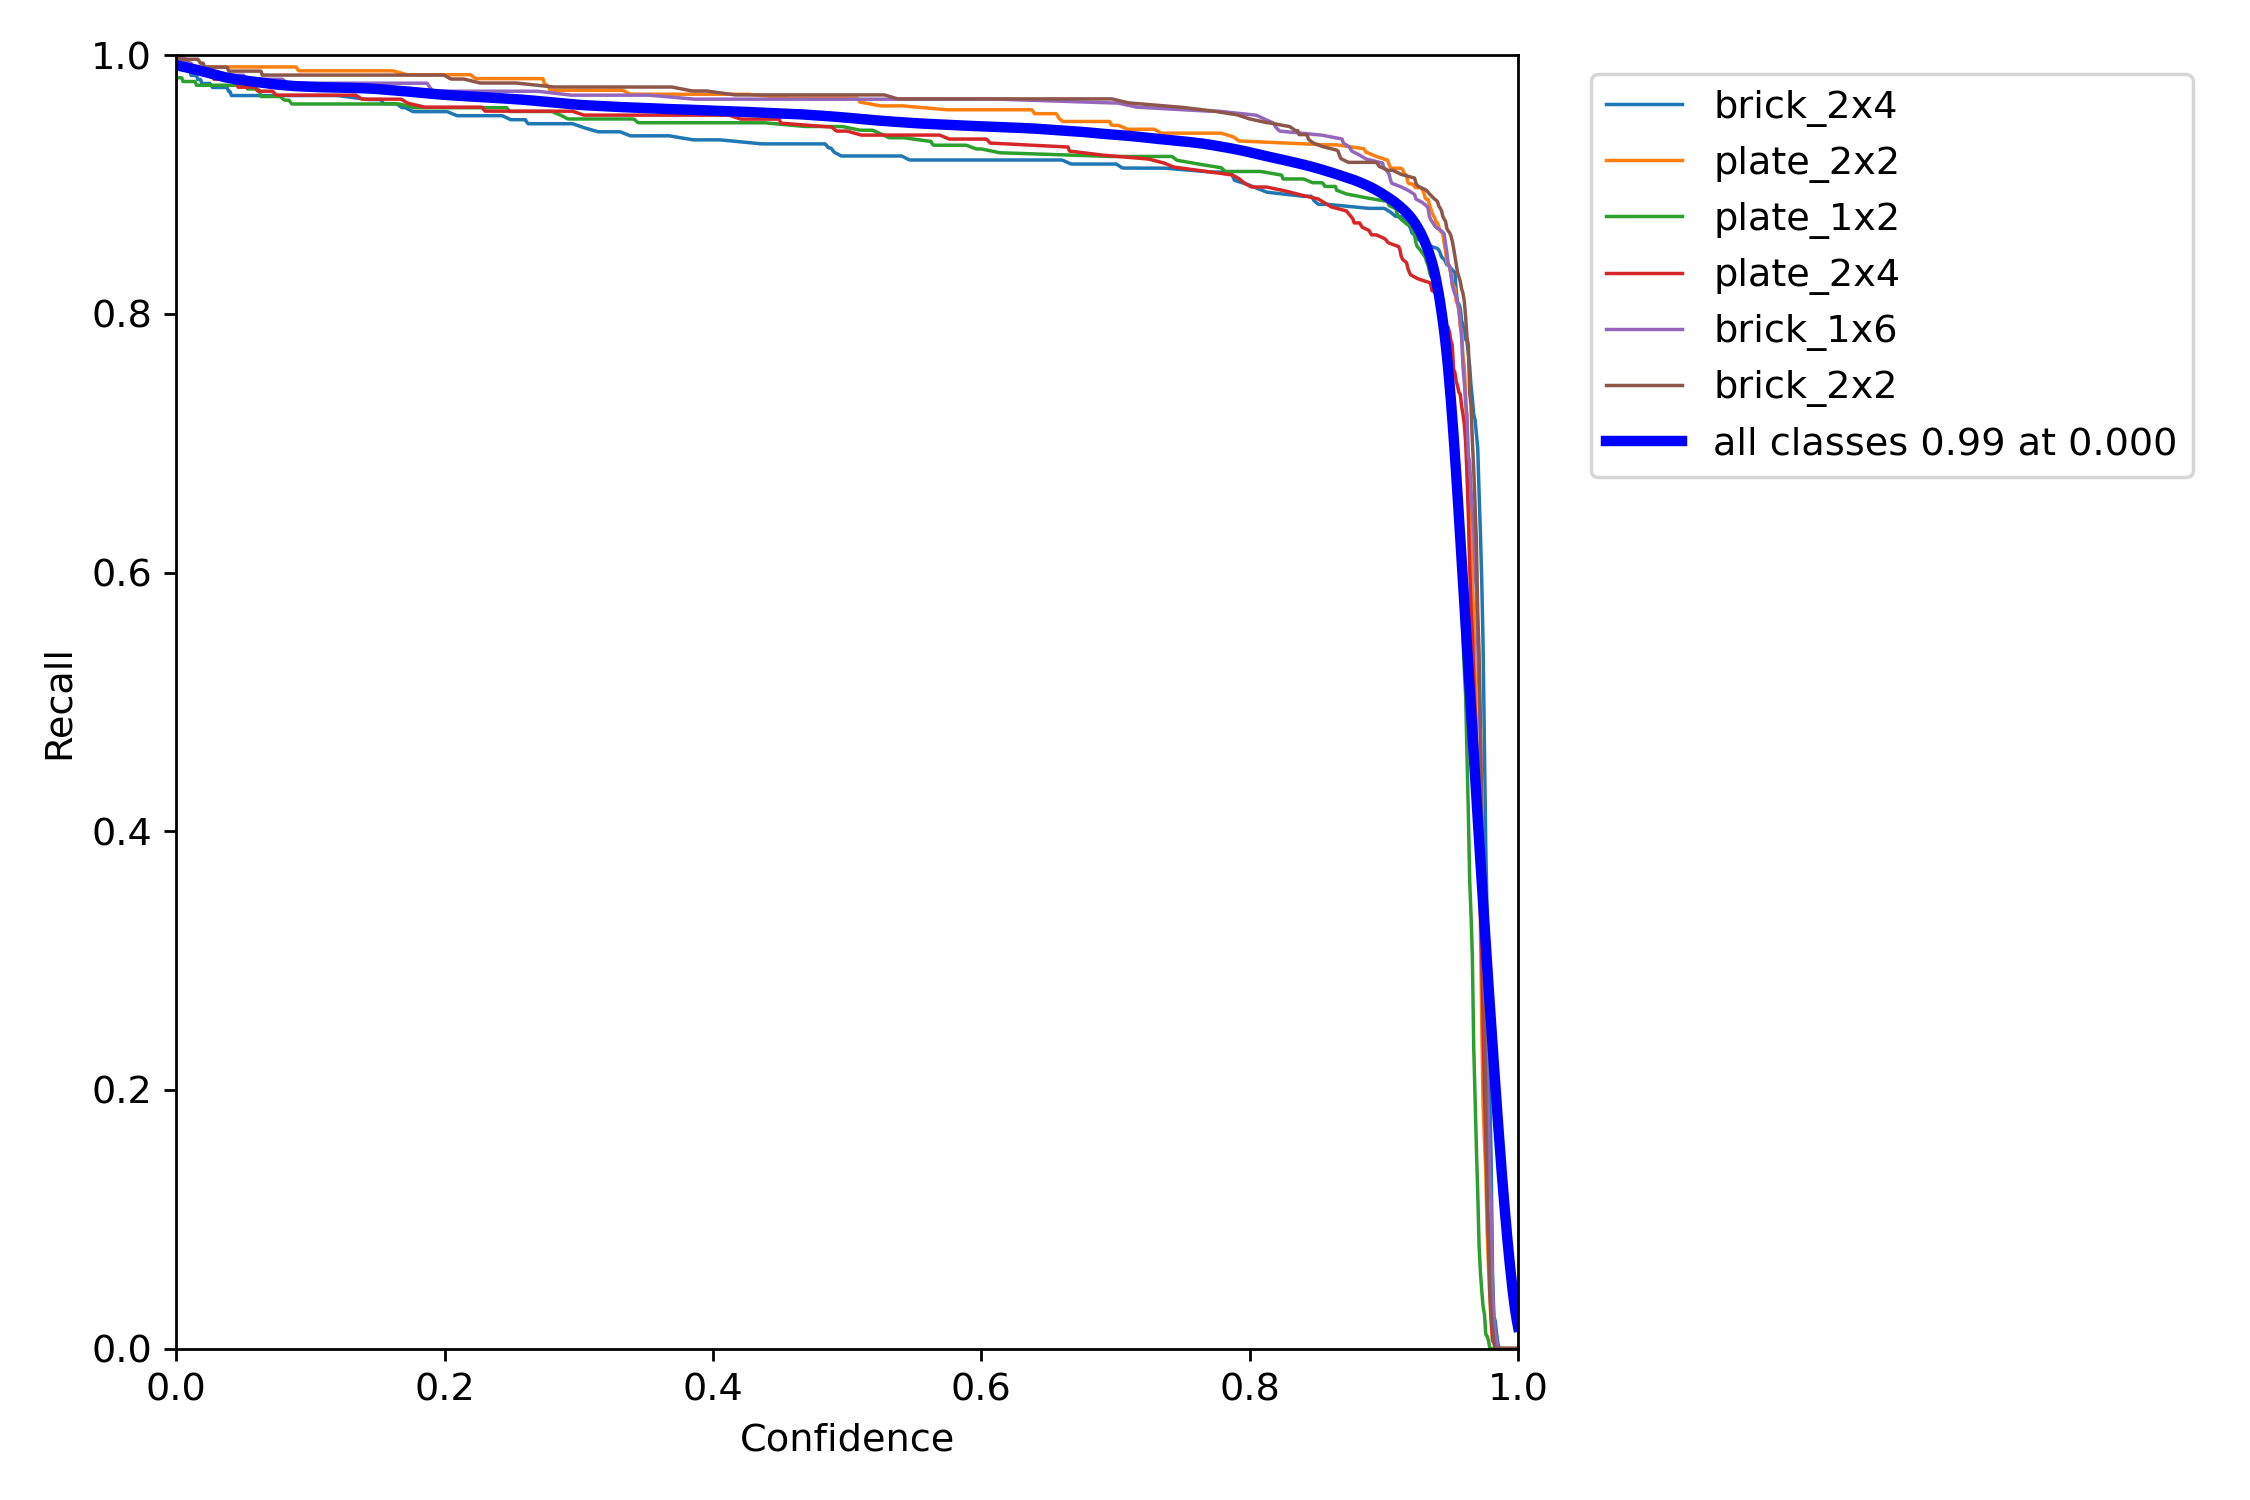 1.0
0.8
0.6
0.4
0.2
0.0
0.0 0.2 0.4 0.6 0.8 1.0
Recall
Confidence
brick_2x4
plate_2x2
plate_1x2
plate_2x4
brick_1x6
brick_2x2
all classes 0.99 at 0.000